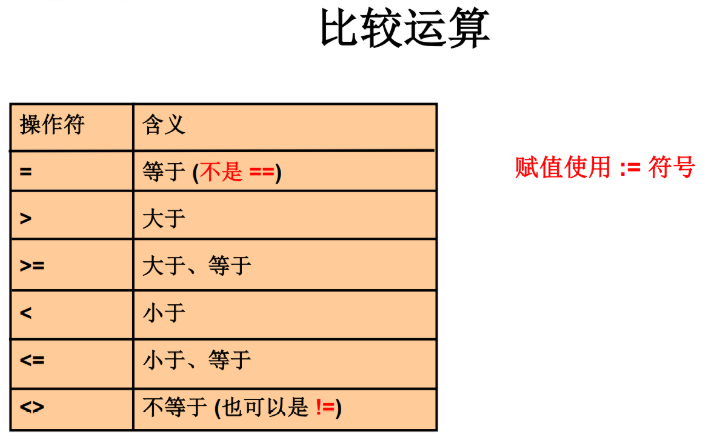 比较运算
操作符 含义
= 等于 (不是 ==)
赋值使用 := 符号
> 大于
>= 大于、等于
< 小于
<= 小于、等于
<> 不等于 (也可以是 !=)